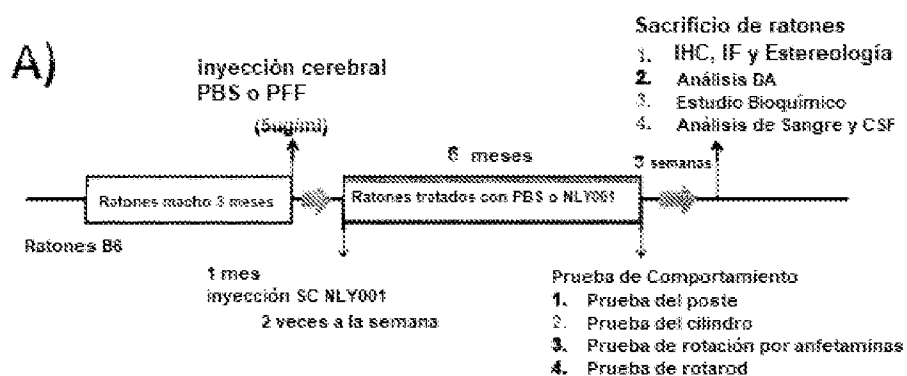 A)
Sacrificio de ratones
1. IHC, IF y Estereología
2. Análisis DA
3. Estudio Bioquímico
4. Análisis de Sangre y CSF
inyección cerebral
PBS o PFF
(5ug/ml)
6 meses
3 semanas
Ratones macho 3 meses
Ratones tratados con PBS o NLY001
Ratones B6
1 mes
inyección SC NLY001
2 veces a la semana
Prueba de Comportamiento
1. Prueba del poste
2. Prueba del cilindro
3. Prueba de rotación por anfetaminas
4. Prueba de rotarod